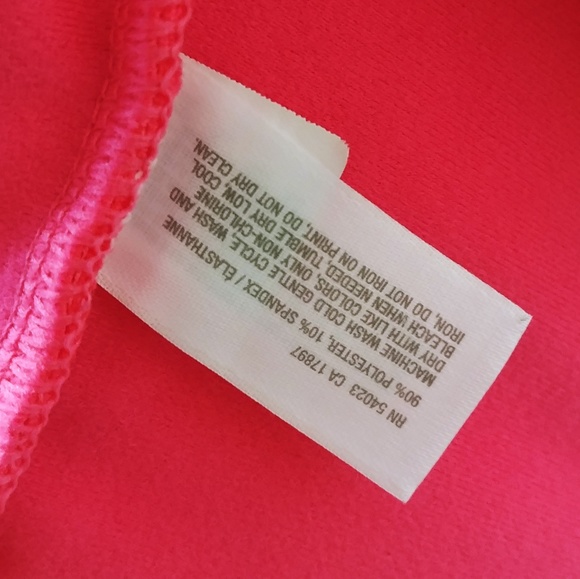 RN 54023 CA 17897
90% POLYESTER, 10% SPANDEX / ÉLASTHANNE
MACHINE WASH COLD GENTLE CYCLE. WASH AND
DRY WITH LIKE COLORS. ONLY NON-CHLORINE
BLEACH WHEN NEEDED, TUMBLE DRY LOW, COOL
IRON, DO NOT IRON ON PRINT, DO NOT DRY CLEAN.